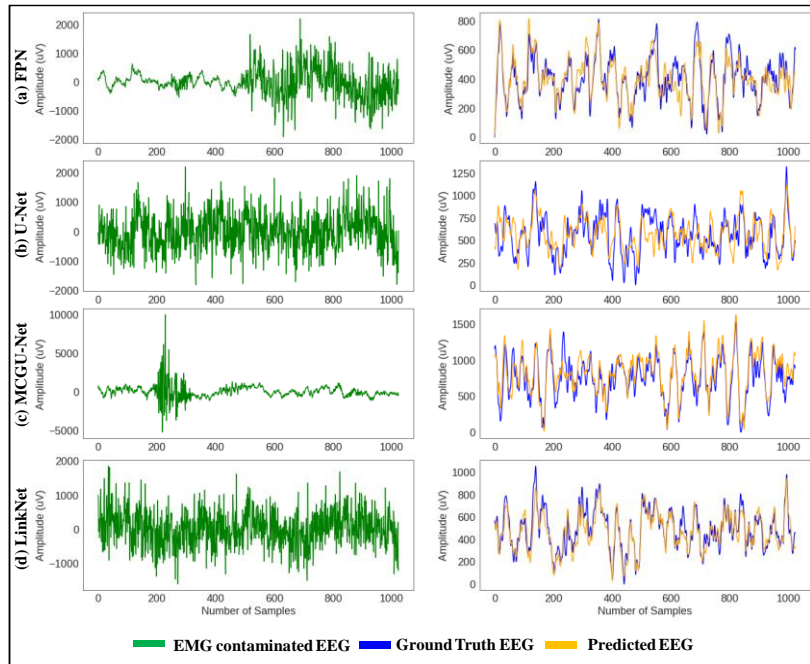 (a) FPN
Amplitude (uV)
2000
1000
0
−1000
−2000
0 200 400 600 800 1000
Amplitude (uV)
800
600
400
200
0
0 200 400 600 800 1000
(b) U-Net
Amplitude (uV)
2000
1000
0
−1000
−2000
0 200 400 600 800 1000
Amplitude (uV)
1250
1000
750
500
250
0
0 200 400 600 800 1000
(c) MCGU-Net
Amplitude (uV)
10000
5000
0
−5000
0 200 400 600 800 1000
Amplitude (uV)
1500
1000
500
0
0 200 400 600 800 1000
(d) LinkNet
Amplitude (uV)
2000
1000
0
−1000
0 200 400 600 800 1000
Number of Samples
Amplitude (uV)
1000
800
600
400
200
0
0 200 400 600 800 1000
Number of Samples
EMG contaminated EEG Ground Truth EEG Predicted EEG